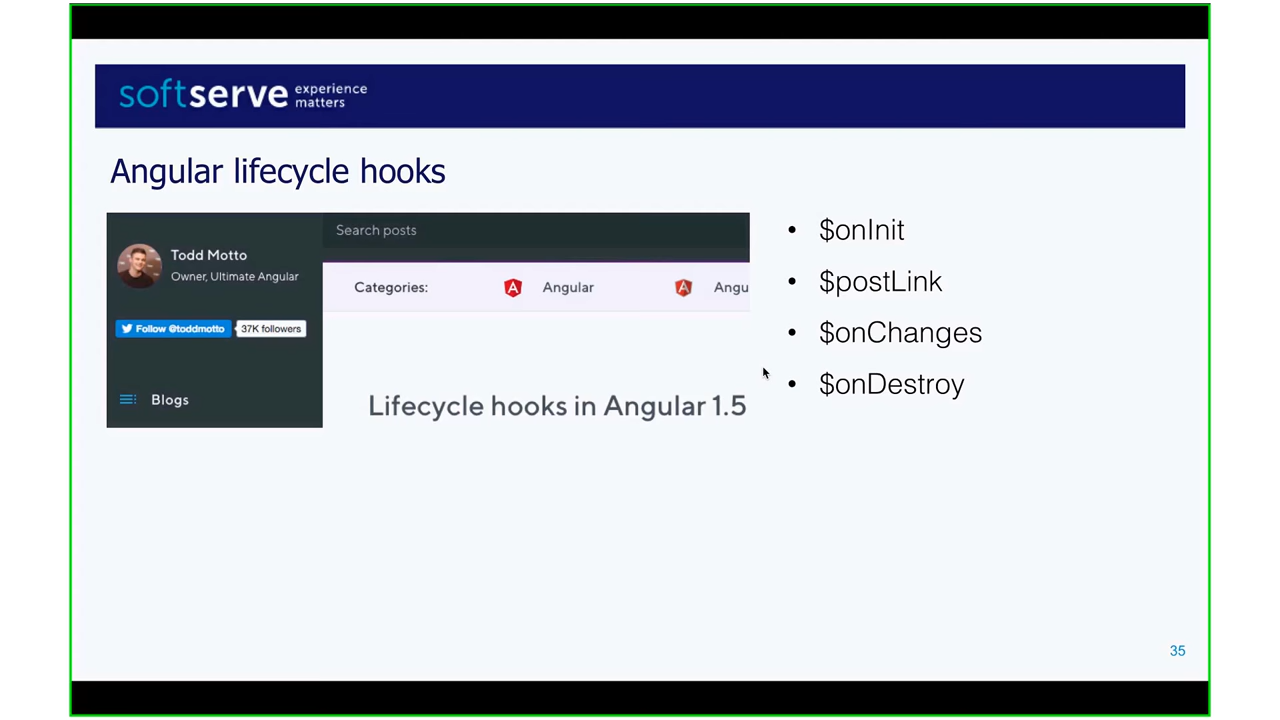 softserve experience matters
Angular lifecycle hooks
Todd Motto
Owner, Ultimate Angular
Follow @toddmotto 37K followers
Blogs
Search posts
Categories: Angular Angu
Lifecycle hooks in Angular 1.5
• $onInit
• $postLink
• $onChanges
• $onDestroy
35